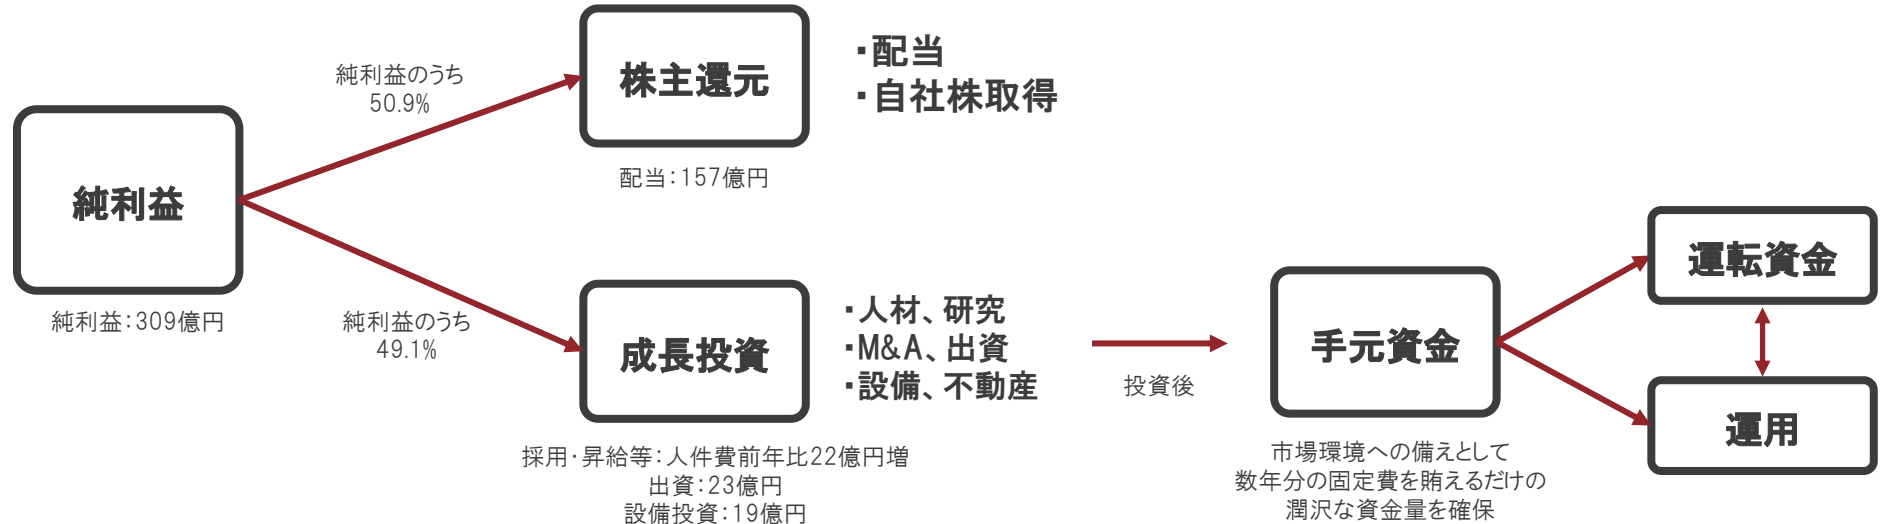 純利益
純利益:309億円
純利益のうち
50.9%
株主還元
配当:157億円
・配当
・自社株取得
純利益のうち
49.1%
成長投資
採用・昇給等:人件費前年比22億円増
出資:23億円
設備投資:19億円
・人材、研究
・M&A、出資
・設備、不動産
投資後
手元資金
市場環境への備えとして
数年分の固定費を賄えるだけの
潤沢な資金量を確保
運転資金
運用